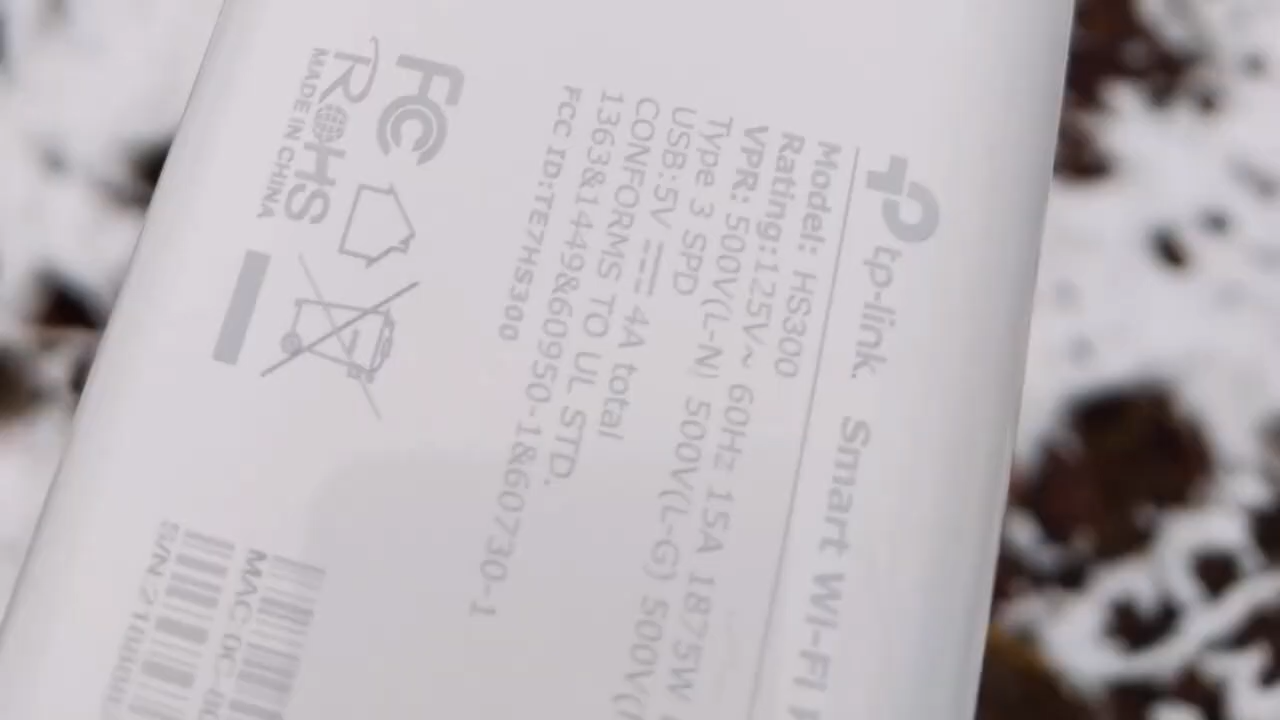 tp-link Smart Wi-Fi
Model: HS300
Rating:125V~ 60Hz 15A 1875W
VPR: 500V(L-N) 500V(L-G) 500V(
Type 3 SPD
USB:5V 4A total
CONFORMS TO UL STD.
1363&1449&60950-1&60730-1
FCC ID:TE7HS300
FC
RoHS
MADE IN CHINA
MAC
S/N